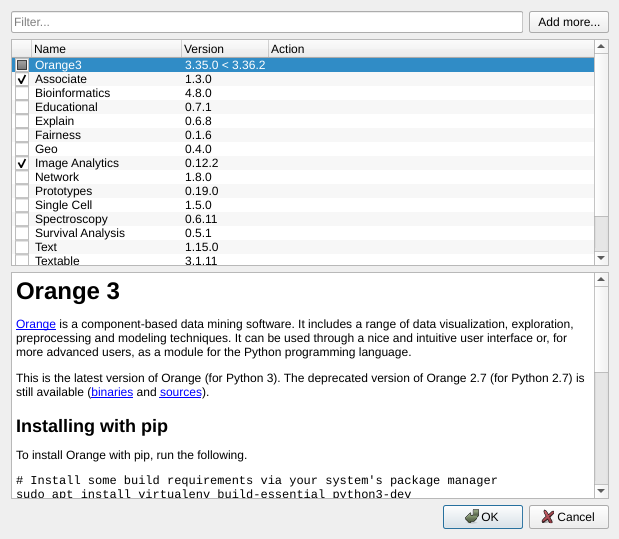 Filter...
Add more...
Name Version Action
Orange3 3.35.0 < 3.36.2
Associate 1.3.0
Bioinformatics 4.8.0
Educational 0.7.1
Explain 0.6.8
Fairness 0.1.6
Geo 0.4.0
Image Analytics 0.12.2
Network 1.8.0
Prototypes 0.19.0
Single Cell 1.5.0
Spectroscopy 0.6.11
Survival Analysis 0.5.1
Text 1.15.0
Textable 3.1.11
Orange 3
Orange is a component-based data mining software. It includes a range of data visualization, exploration,
preprocessing and modeling techniques. It can be used through a nice and intuitive user interface or, for
more advanced users, as a module for the Python programming language.
This is the latest version of Orange (for Python 3). The deprecated version of Orange 2.7 (for Python 2.7) is
still available (binaries and sources).
Installing with pip
To install Orange with pip, run the following.
# Install some build requirements via your system's package manager
sudo apt install virtualenv build-essential python3-dev
OK
Cancel